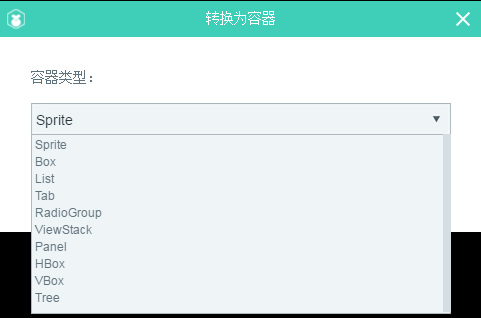 转换为容器
容器类型：
Sprite
Sprite
Box
List
Tab
RadioGroup
ViewStack
Panel
HBox
VBox
Tree